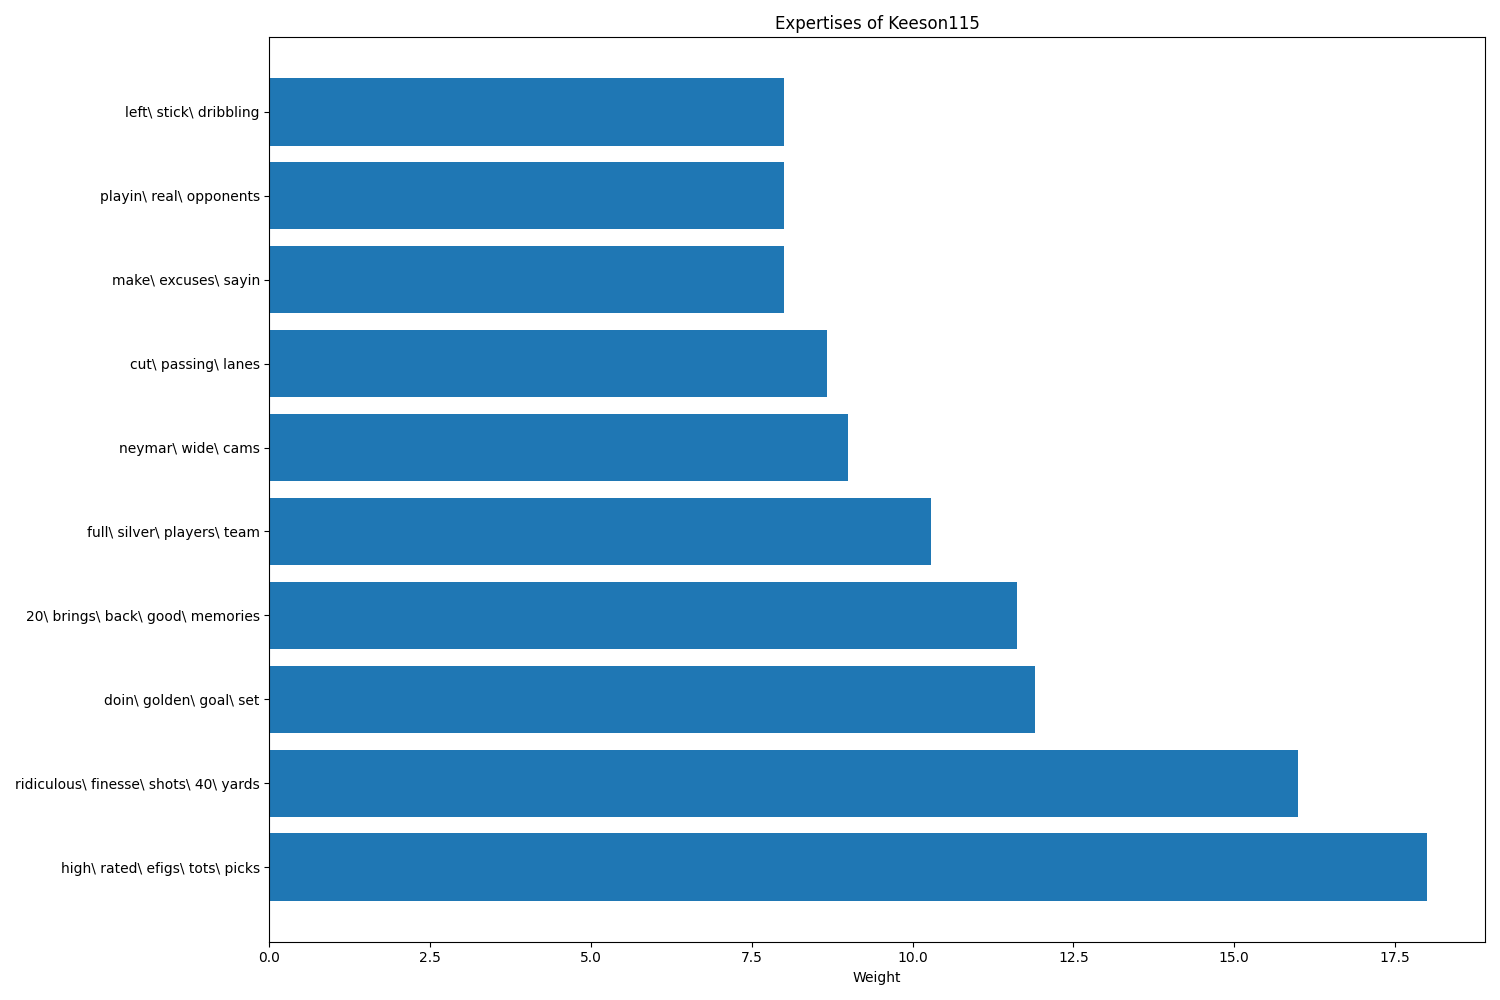 Expertises of Keeson115
left\ stick\ dribbling
playin\ real\ opponents
make\ excuses\ sayin
cut\ passing\ lanes
neymar\ wide\ cams
full\ silver\ players\ team
20\ brings\ back\ good\ memories
doin\ golden\ goal\ set
ridiculous\ finesse\ shots\ 40\ yards
high\ rated\ efigs\ tots\ picks
0.0 2.5 5.0 7.5 10.0 12.5 15.0 17.5
Weight